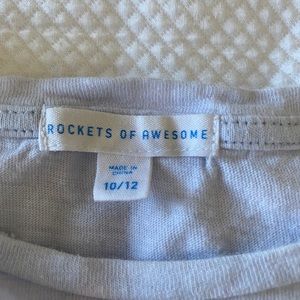 ROCKETS OF AWESOME
MADE IN
CHINA
10/12